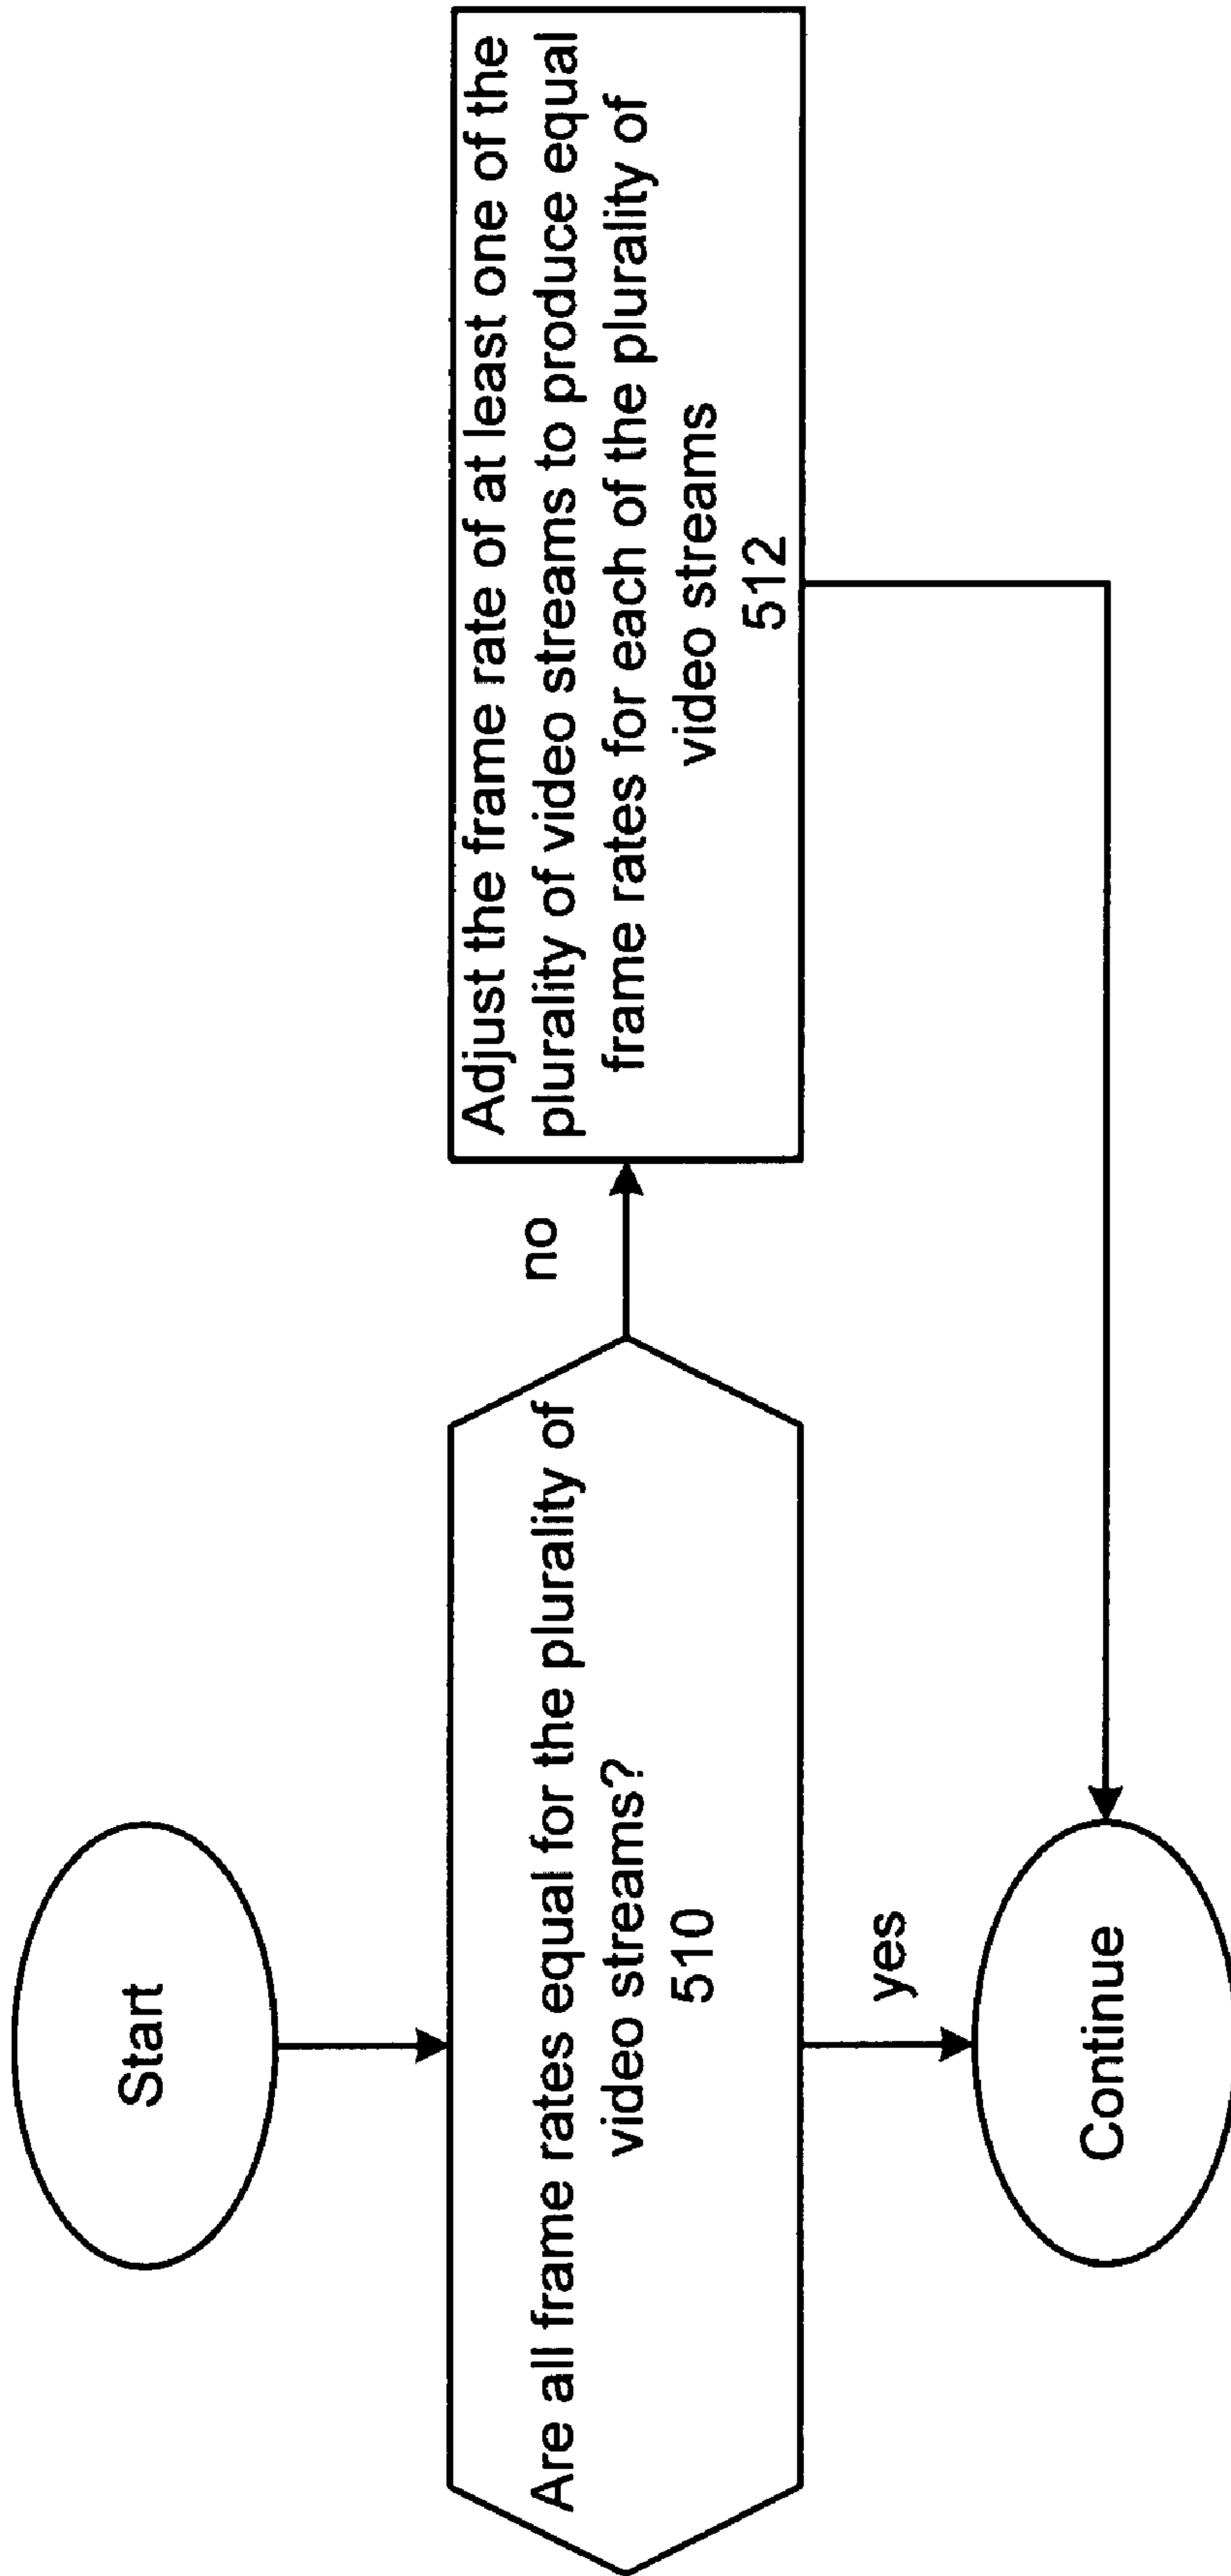 Start
Are all frame rates equal for the plurality of
video streams?
510
no
Adjust the frame rate of at least one of the
plurality of video streams to produce equal
frame rates for each of the plurality of
video streams
512
yes
Continue